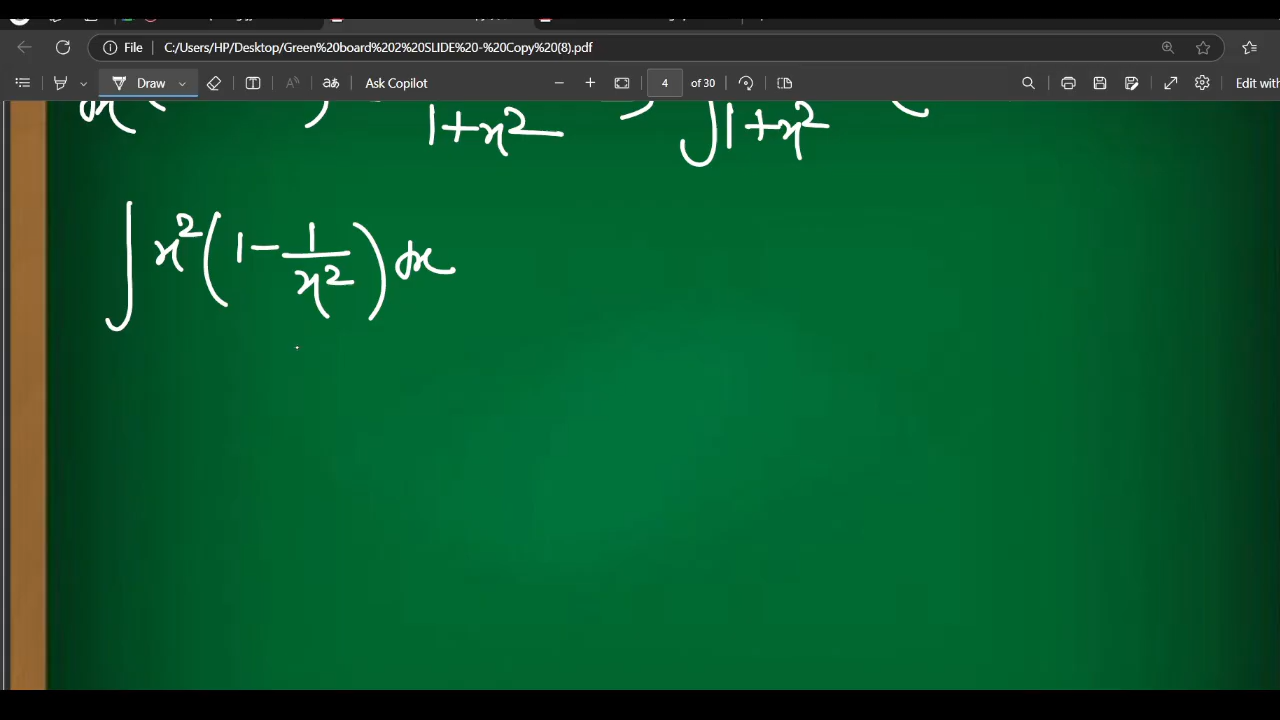 File C:/Users/HP/Desktop/Green%20board%202%20SLIDE%20-%20Copy%20(8).pdf
Draw Ask Copilot 4 of 30 Edit with
1+x² ∫1+x²
∫ x² (1 - 1/x²) dx